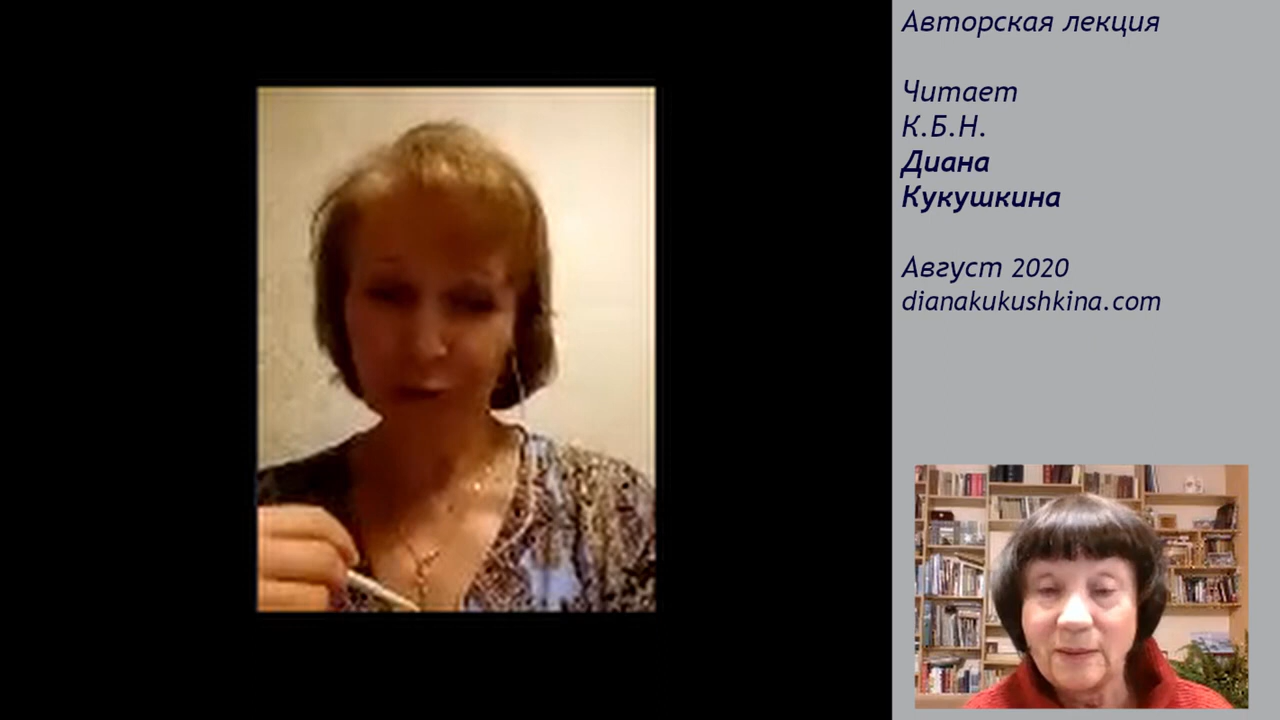 Авторская лекция
Читает
К.Б.Н.
Диана
Кукушкина
Август 2020
dianakukushkina.com